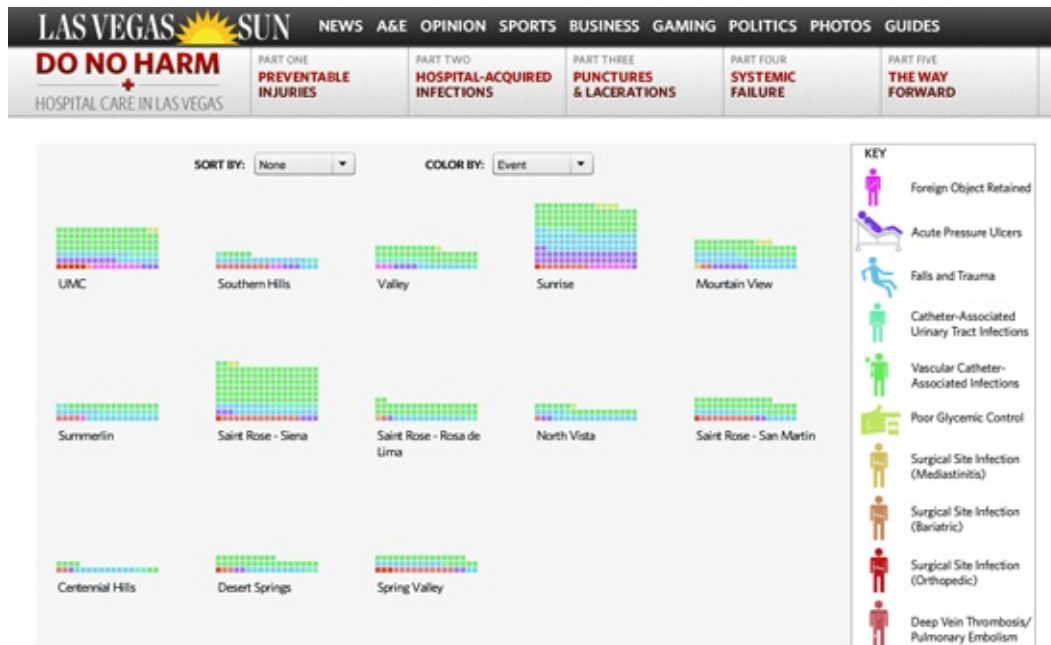 LAS VEGAS SUN
NEWS A&E OPINION SPORTS BUSINESS GAMING POLITICS PHOTOS GUIDES
DO NO HARM
HOSPITAL CARE IN LAS VEGAS
PART ONE
PREVENTABLE
INJURIES
PART TWO
HOSPITAL-ACQUIRED
INFECTIONS
PART THREE
PUNCTURES
& LACERATIONS
PART FOUR
SYSTEMIC
FAILURE
PART FIVE
THE WAY
FORWARD
SORT BY: None
COLOR BY: Event
UMC
Southern Hills
Valley
Sunrise
Mountain View
Summerlin
Saint Rose - Siena
Saint Rose - Rosa de
Lima
North Vista
Saint Rose - San Martin
Centennial Hills
Desert Springs
Spring Valley
KEY
Foreign Object Retained
Acute Pressure Ulcers
Falls and Trauma
Catheter-Associated
Urinary Tract Infections
Vascular Catheter-
Associated Infections
Poor Glycemic Control
Surgical Site Infection
(Mediastinitis)
Surgical Site Infection
(Bariatric)
Surgical Site Infection
(Orthopedic)
Deep Vein Thrombosis/
Pulmonary Embolism